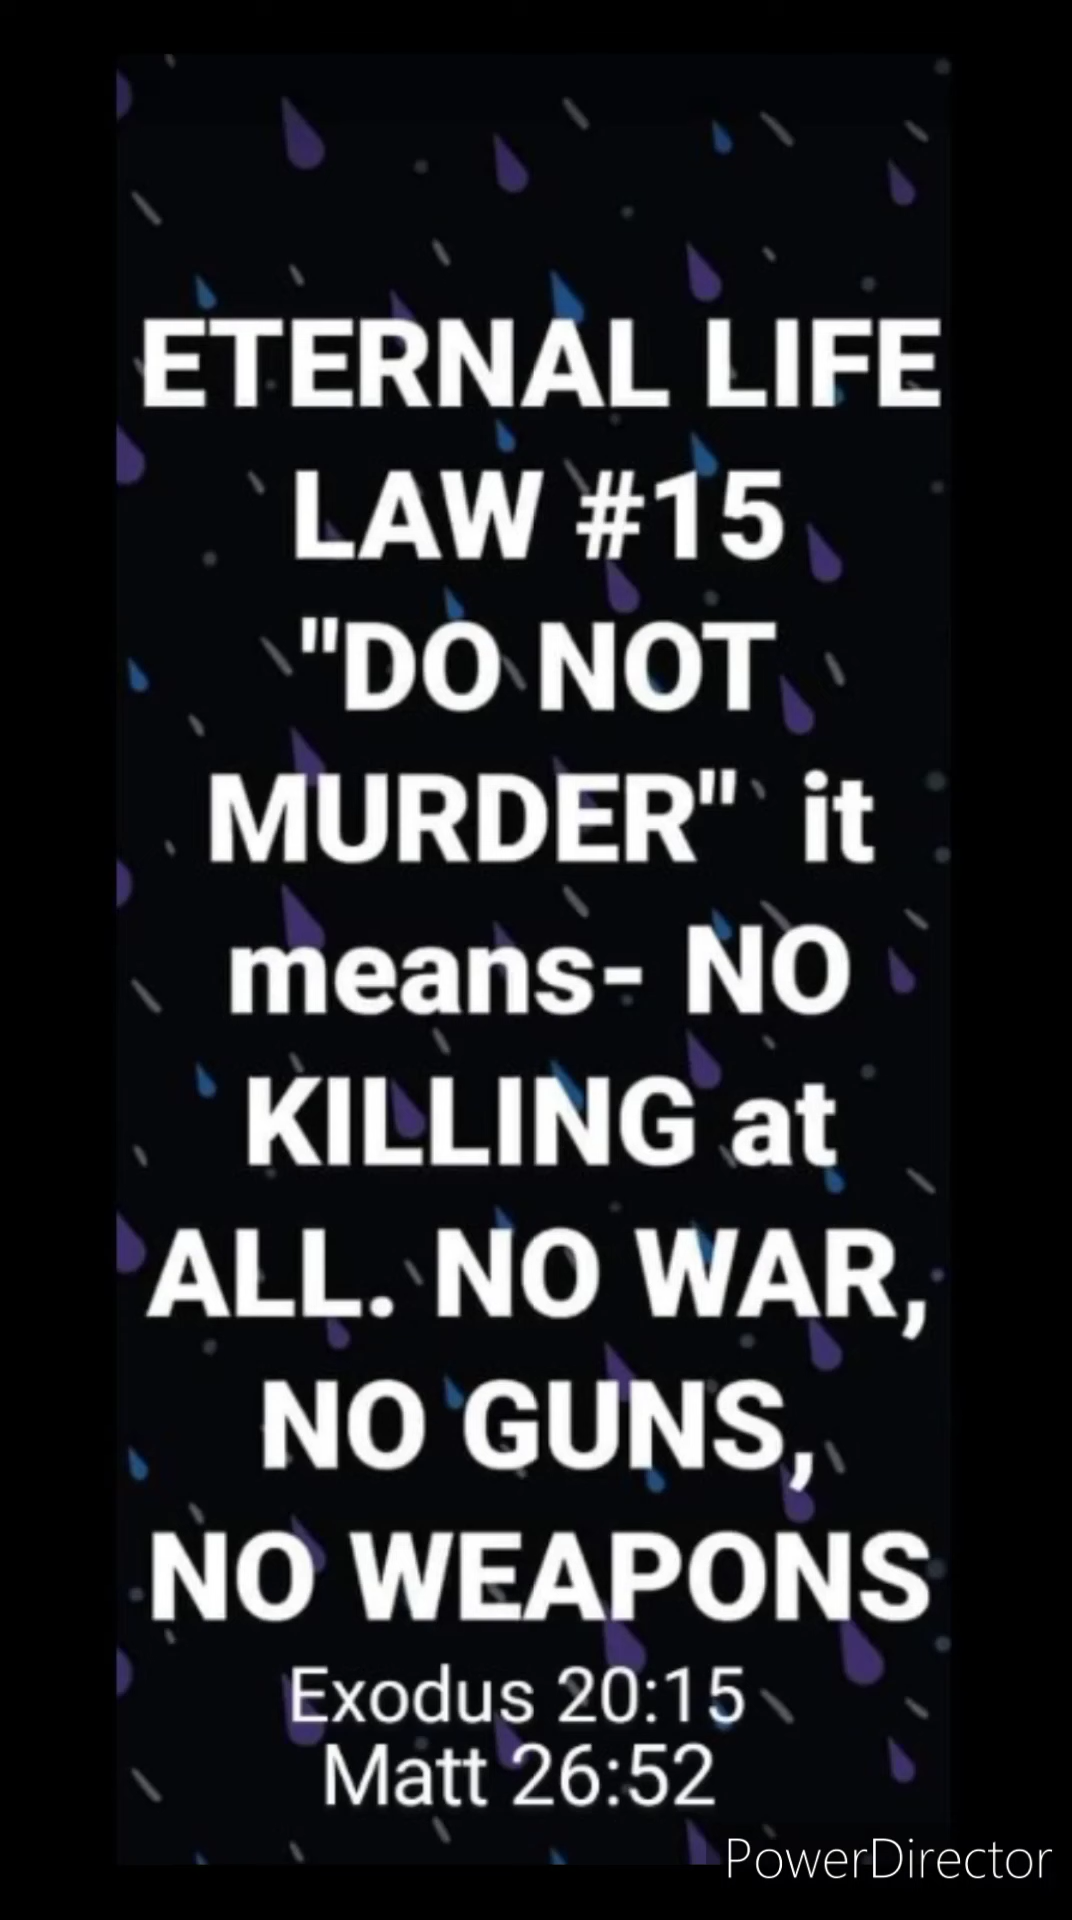 ETERNAL LIFE
LAW #15
"DO NOT
MURDER" it
means- NO
KILLING at
ALL. NO WAR,
NO GUNS,
NO WEAPONS
Exodus 20:15
Matt 26:52
PowerDirector